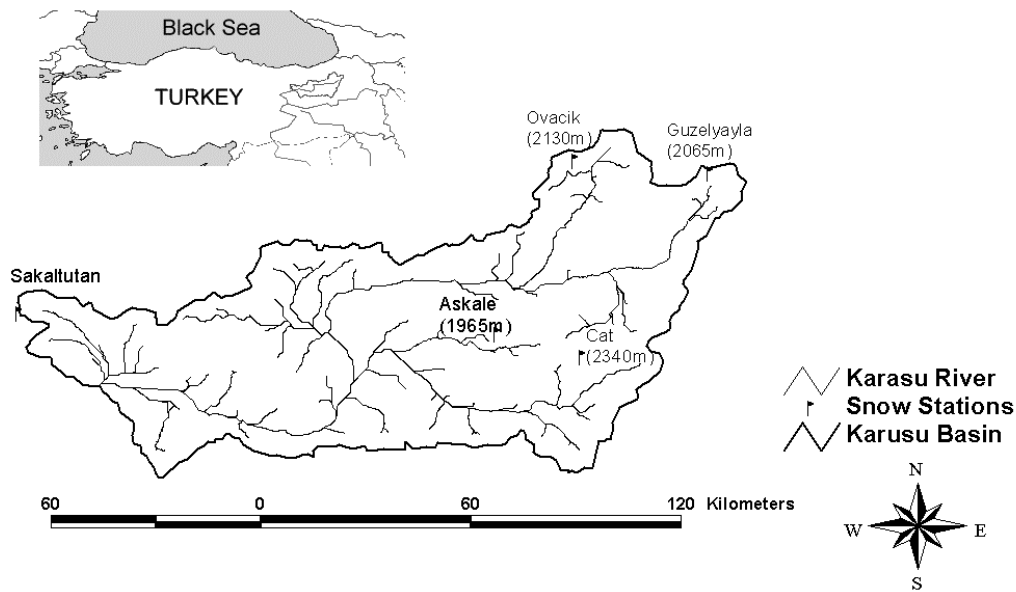 Black Sea
TURKEY
Ovacik
(2130m)
Guzelyayla
(2065m)
Sakaltutan
Askale
(1965m)
Cat
(2340m)
Karasu River
Snow Stations
Karusu Basin
60 0 60 120 Kilometers
N
W E
S